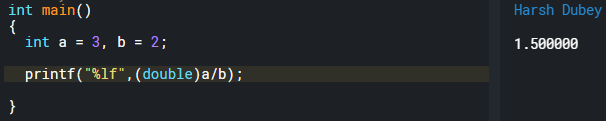 int main()
{
int a = 3, b = 2;
printf("%lf",(double)a/b);
}
Harsh Dubey
1.500000